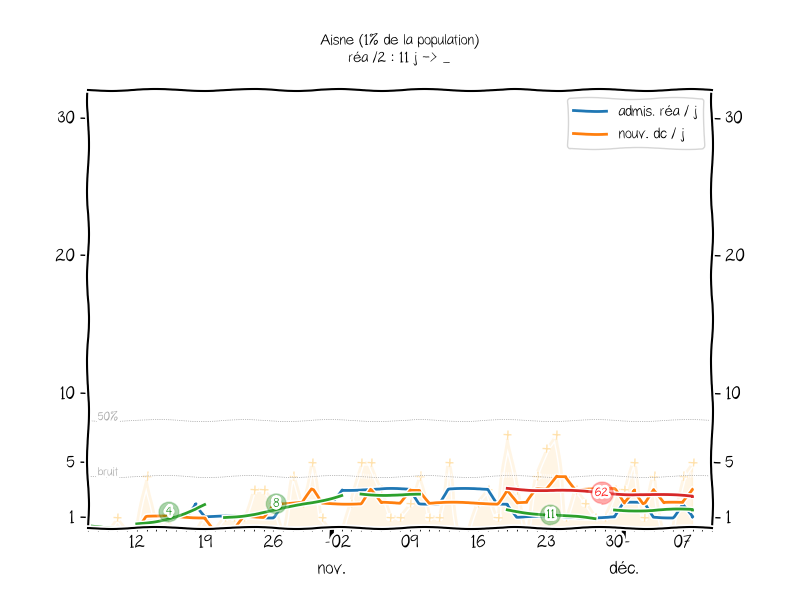 Aisne (1% de la population)
réa /2 : 11 j -> _
admis. réa / j
nouv. dc / j
30
30
20
20
10
10
50%
5
5
bruit
62
8
4
11
1
1
12 19 26 02 09 16 23 30 07
nov. déc.